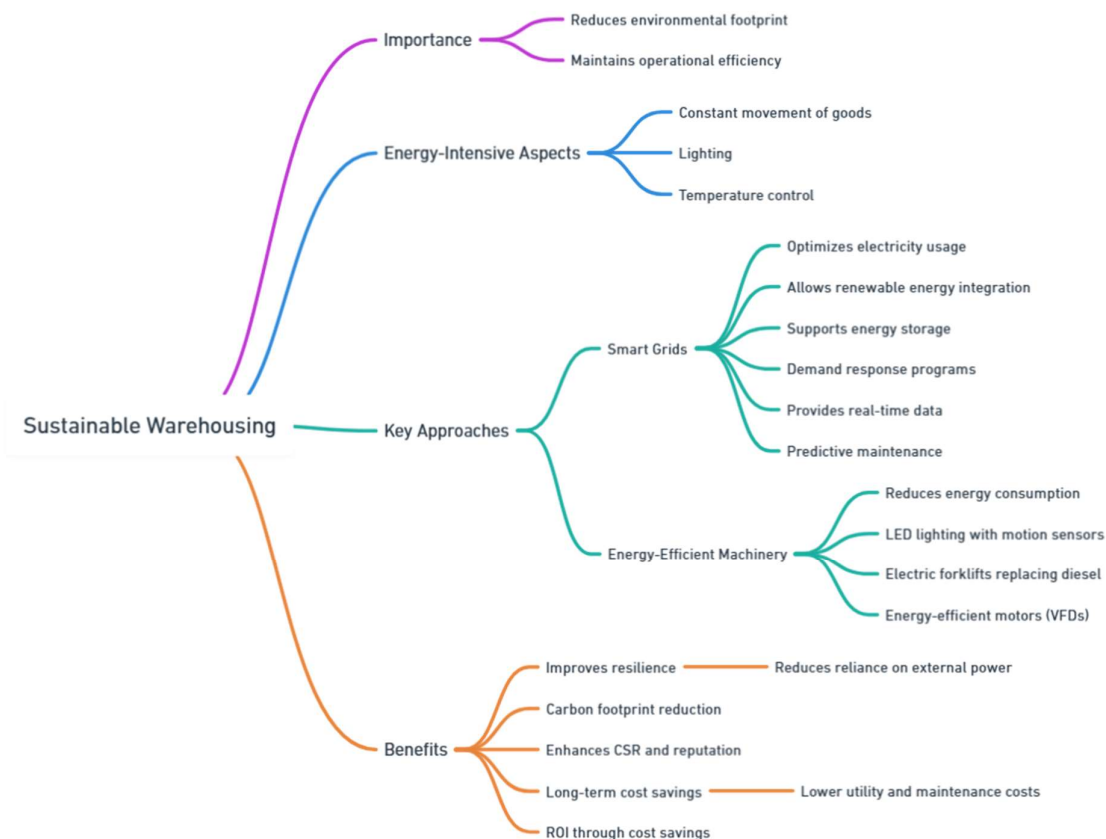 Sustainable Warehousing
Importance
Reduces environmental footprint
Maintains operational efficiency
Energy-Intensive Aspects
Constant movement of goods
Lighting
Temperature control
Key Approaches
Smart Grids
Optimizes electricity usage
Allows renewable energy integration
Supports energy storage
Demand response programs
Provides real-time data
Predictive maintenance
Energy-Efficient Machinery
Reduces energy consumption
LED lighting with motion sensors
Electric forklifts replacing diesel
Energy-efficient motors (VFDs)
Benefits
Improves resilience
Reduces reliance on external power
Carbon footprint reduction
Enhances CSR and reputation
Long-term cost savings
Lower utility and maintenance costs
ROI through cost savings